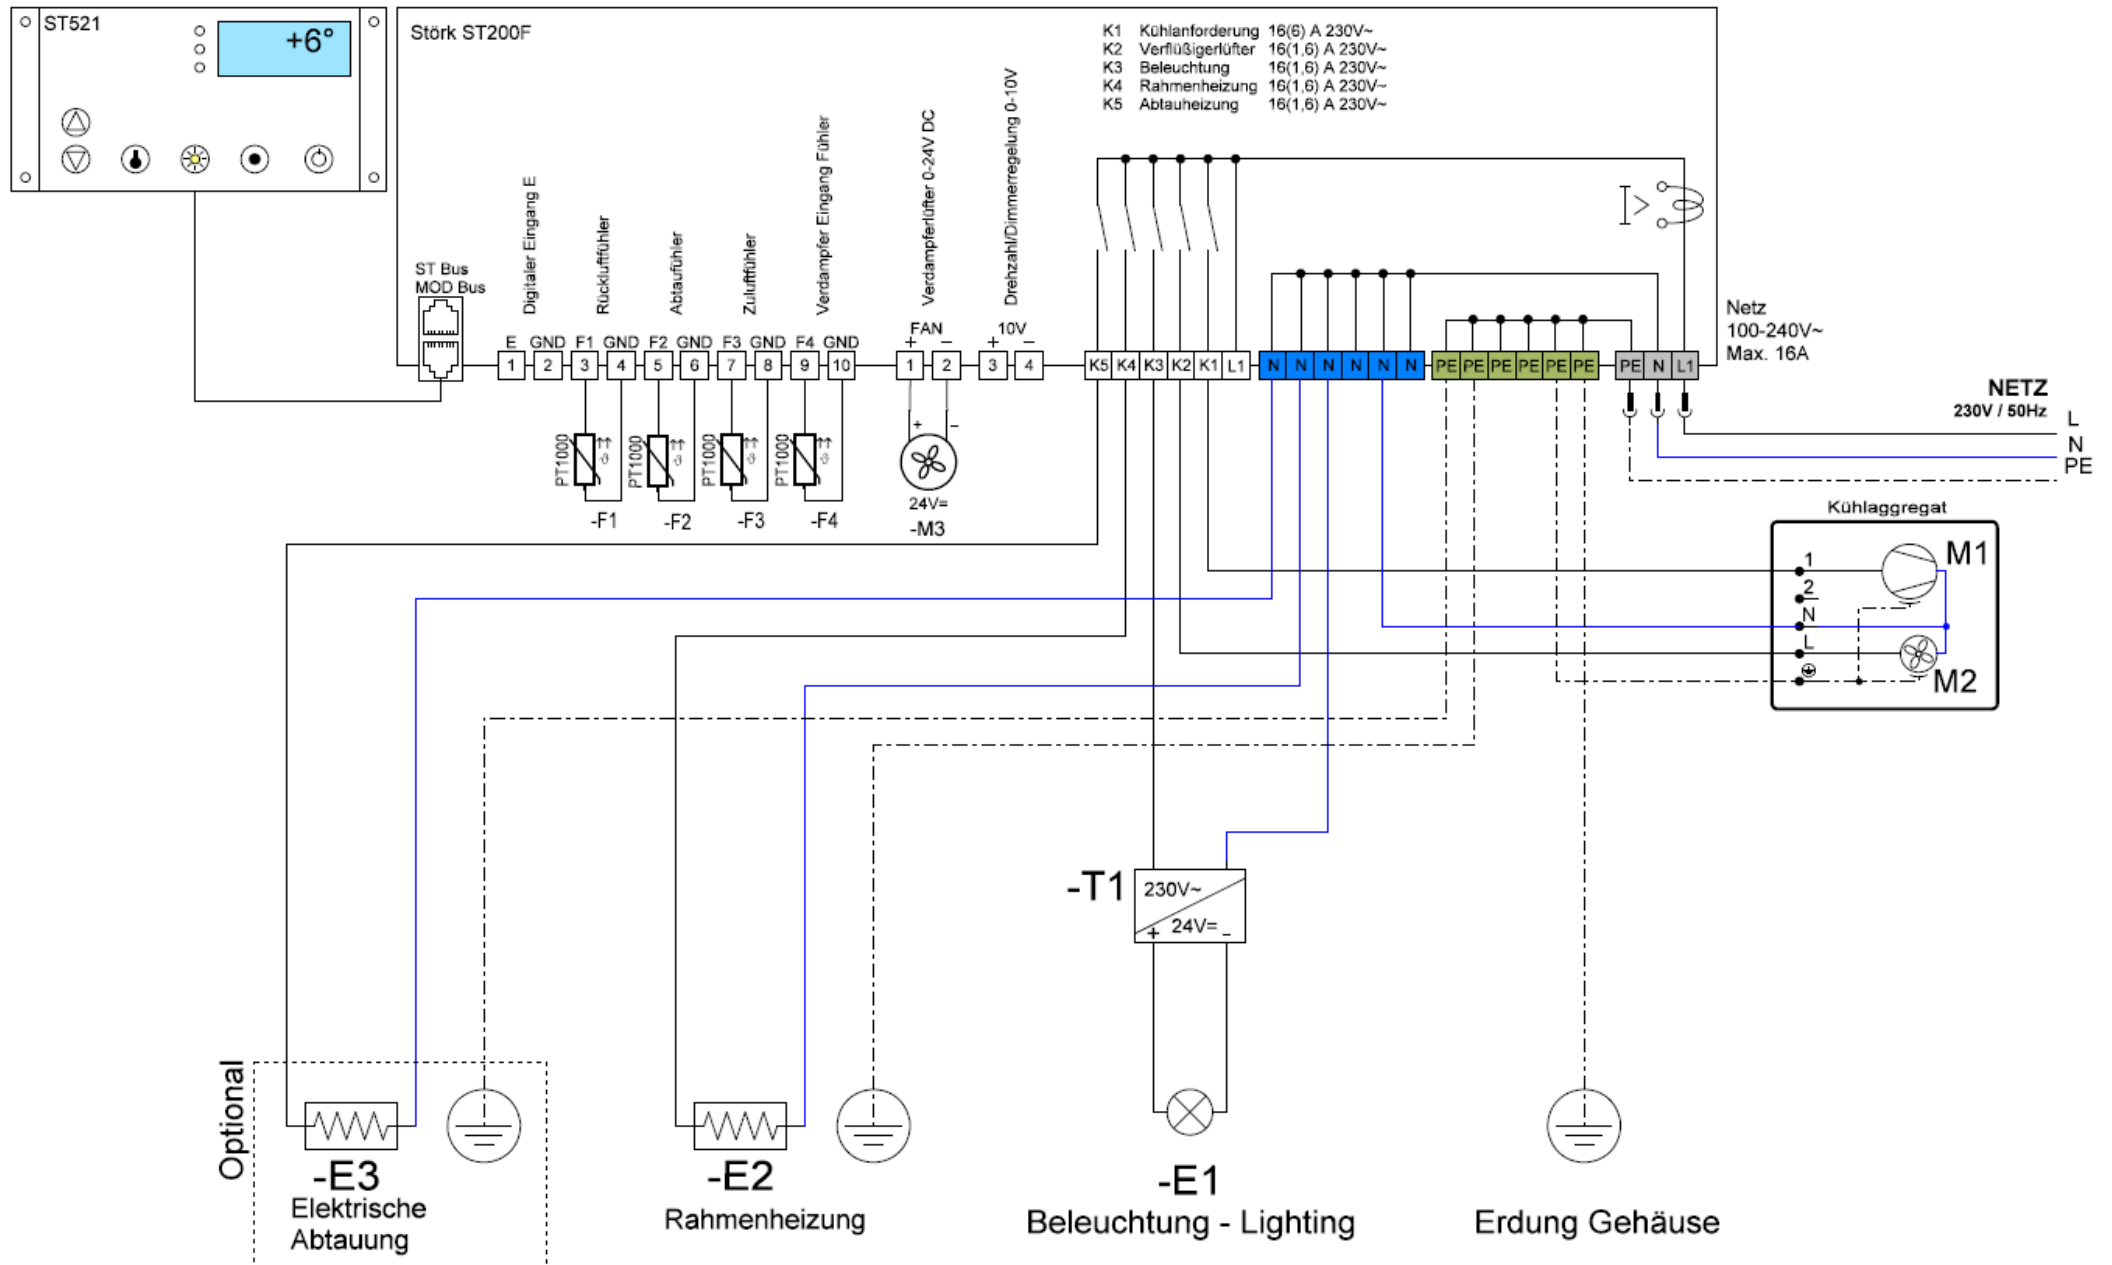 ST521
+6°
Störk ST200F
K1 Kühlanforderung 16(6) A 230V~
K2 Verflüßigerlüfter 16(1,6) A 230V~
K3 Beleuchtung 16(1,6) A 230V~
K4 Rahmenheizung 16(1,6) A 230V~
K5 Abtauheizung 16(1,6) A 230V~
Digitaler Eingang E
Rückluftfühler
Abtaufühler
Zuluftfühler
Verdampfer Eingang Fühler
Verdampferlüfter 0-24V DC
Drehzahl/Dimmerregelung 0-10V
ST Bus
MOD Bus
E GND F1 GND F2 GND F3 GND F4 GND
FAN
+ −
10V
+ −
1 2 3 4 5 6 7 8 9 10
1 2 3 4
K5 K4 K3 K2 K1 L1
N N N N N N
PE PE PE PE PE PE
PE N L1
Netz
100-240V~
Max. 16A
NETZ
230V / 50Hz
L
N
PE
PT1000
ϑ
PT1000
ϑ
PT1000
ϑ
PT1000
ϑ
-F1
-F2
-F3
-F4
+ −
24V=
-M3
Kühlaggregat
1
2
N
L
M1
M2
-T1
230V~
24V=
+ −
Optional
-E3
Elektrische
Abtauung
-E2
Rahmenheizung
-E1
Beleuchtung - Lighting
Erdung Gehäuse